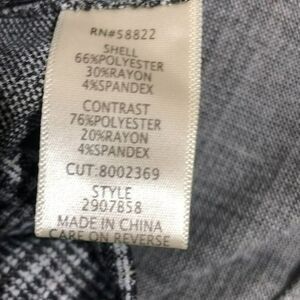 RN#58822
SHELL
66%POLYESTER
30%RAYON
4%SPANDEX
CONTRAST
76%POLYESTER
20%RAYON
4%SPANDEX
CUT:8002369
STYLE
2907858
MADE IN CHINA
CARE ON REVERSE